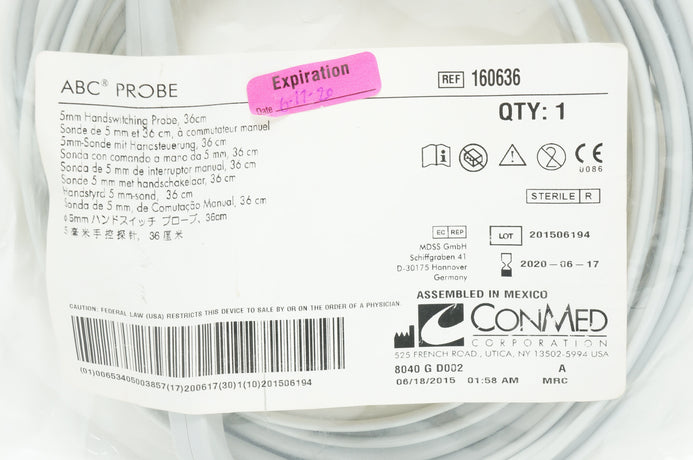 ABC® PROBE
Expiration
Date 6-17-20
REF 160636
QTY: 1
5mm Handswitching Probe, 36cm
Sonde de 5 mm et 36 cm, à commutateur manuel
5mm-Sonde mit Handsteuerung, 36 cm
Sonda con comando a mano da 5 mm, 36 cm
Sonda de 5 mm de interruptor manual, 36 cm
Sonde 5 mm met handschakelaar, 36 cm
Handstyrd 5 mm-sond, 36 cm
Sonda de 5 mm, de Comutação Manual, 36 cm
5mm ハンドスイッチ プローブ, 36cm
5 毫米手控探针, 36 厘米
2
CE
0086
STERILE R
EC REP
MDSS GmbH
Schiffgraben 41
D-30175 Hannover
Germany
LOT 201506194
2020-06-17
CAUTION: FEDERAL LAW (USA) RESTRICTS THIS DEVICE TO SALE BY OR ON THE ORDER OF A PHYSICIAN.
(01)00653405003857(17)200617(30)1(10)201506194
ASSEMBLED IN MEXICO
CONMED
CORPORATION
525 FRENCH ROAD, UTICA, NY 13502-5994 USA
8040 G D002 A
06/18/2015 01:58 AM MRC